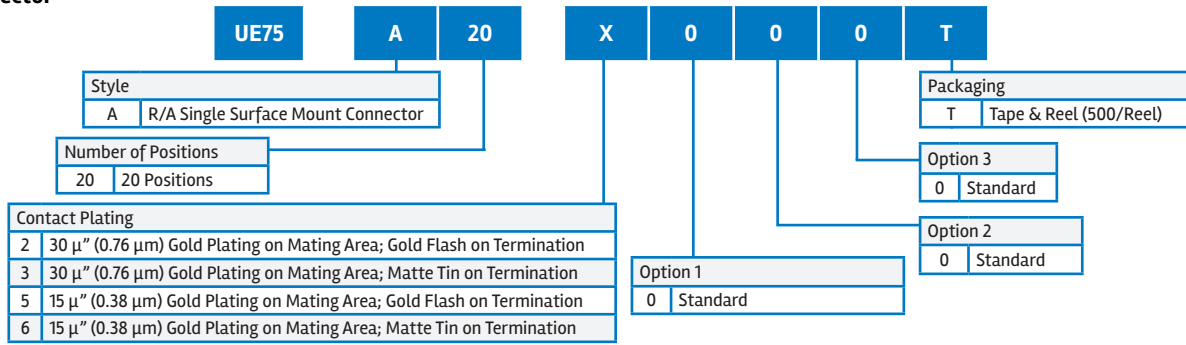 UE75 A 20 X 0 0 0 T
Style
A R/A Single Surface Mount Connector
Number of Positions
20 20 Positions
Contact Plating
2 30 µ” (0.76 µm) Gold Plating on Mating Area; Gold Flash on Termination
3 30 µ” (0.76 µm) Gold Plating on Mating Area; Matte Tin on Termination
5 15 µ” (0.38 µm) Gold Plating on Mating Area; Gold Flash on Termination
6 15 µ” (0.38 µm) Gold Plating on Mating Area; Matte Tin on Termination
Option 1
0 Standard
Option 2
0 Standard
Option 3
0 Standard
Packaging
T Tape & Reel (500/Reel)